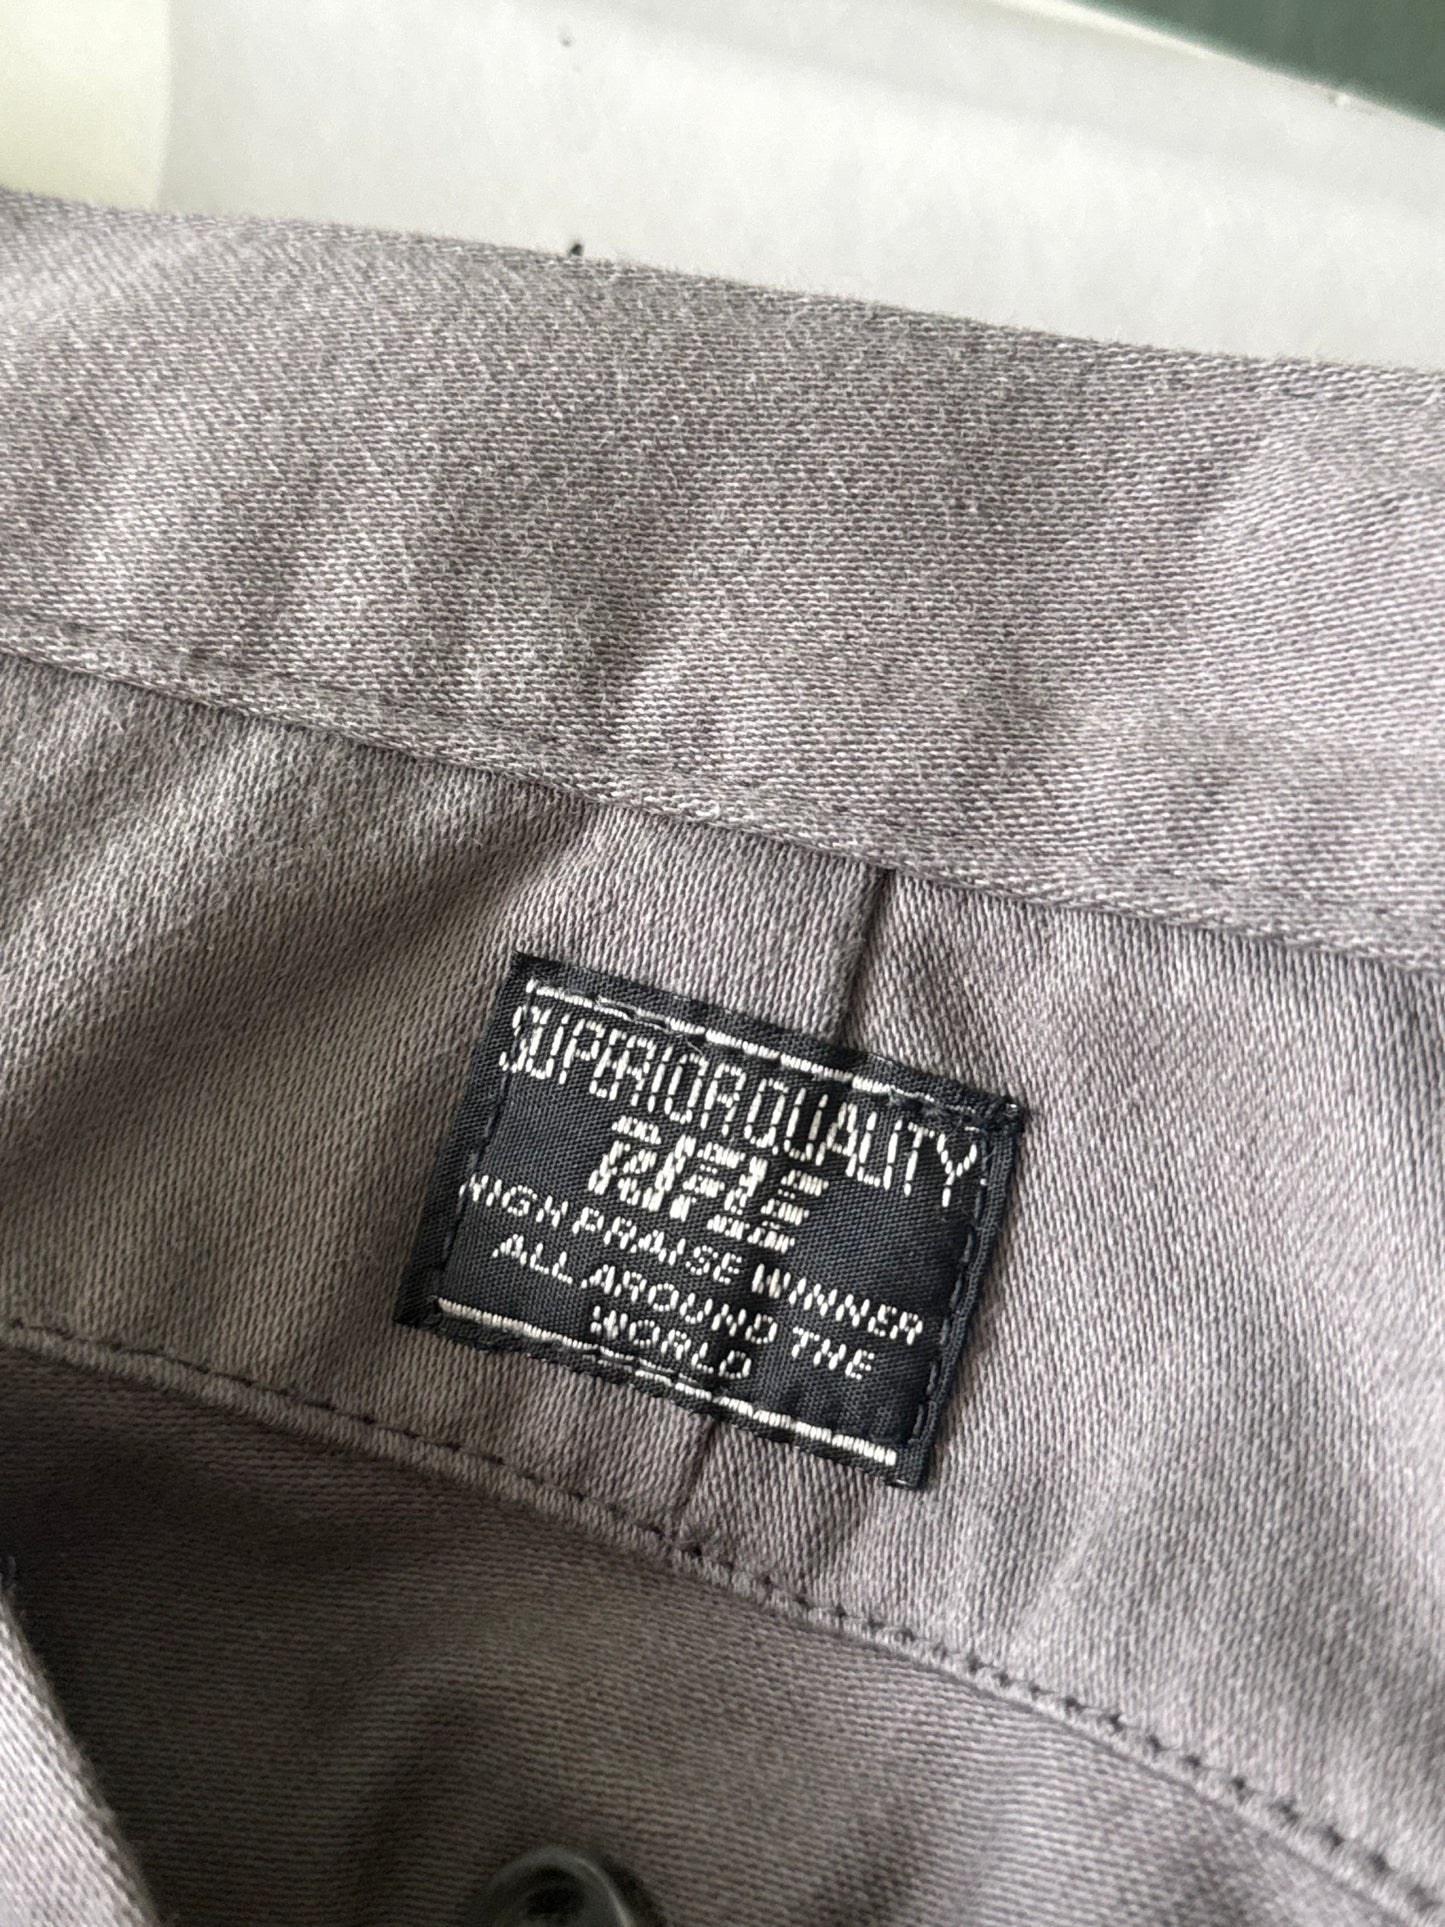 SUPERIOR QUALITY
RIFLE
HIGH PRAISE WINNER
ALL AROUND THE
WORLD